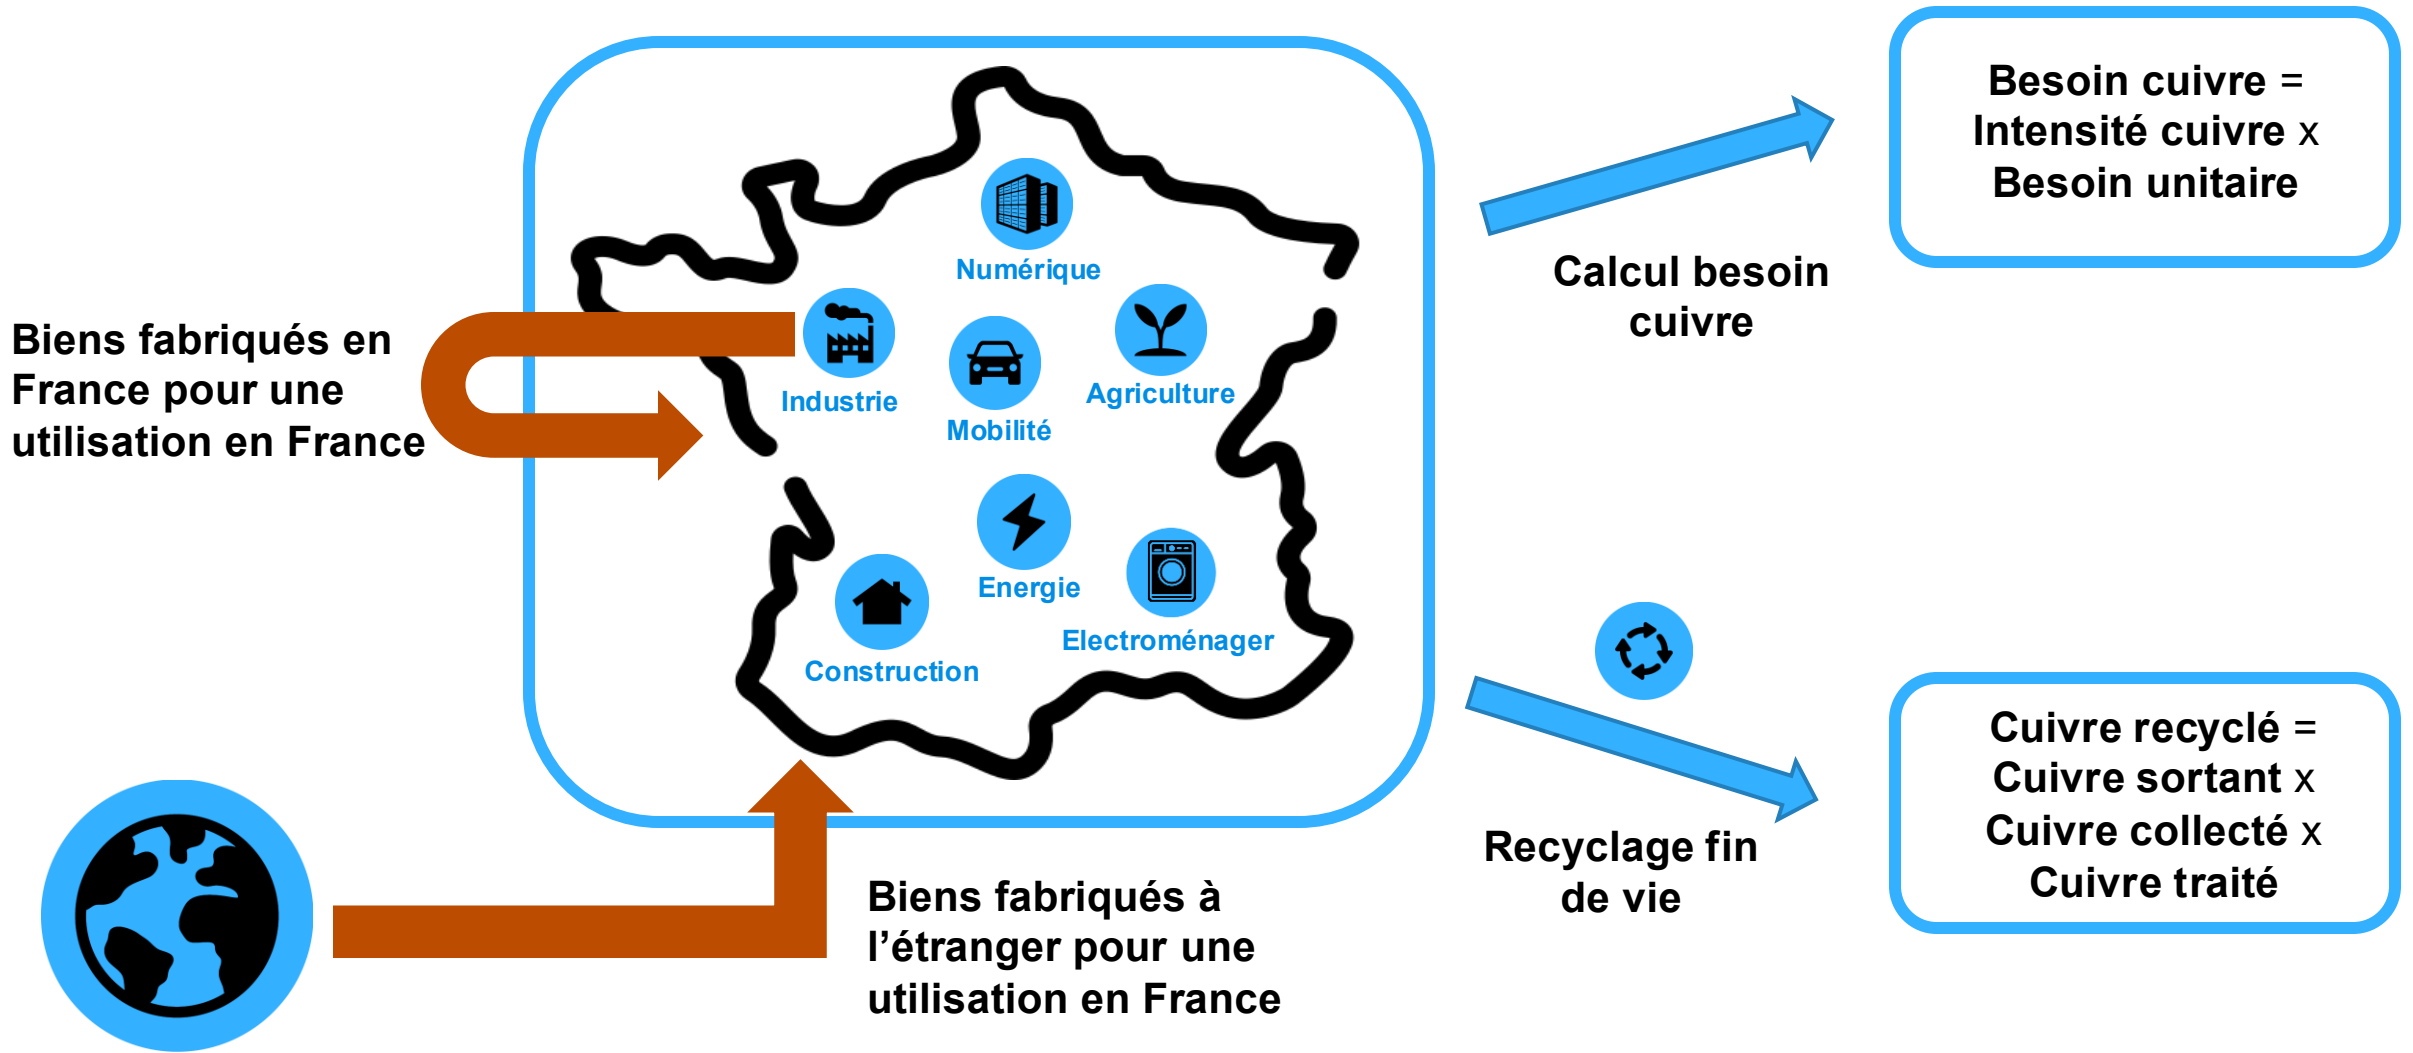 Besoin cuivre =
Intensité cuivre x
Besoin unitaire
Numérique
Calcul besoin
cuivre
Biens fabriqués en
France pour une
utilisation en France
Industrie
Mobilité
Agriculture
Energie
Electroménager
Construction
Cuivre recyclé =
Cuivre sortant x
Cuivre collecté x
Cuivre traité
Recyclage fin
de vie
Biens fabriqués à
l’étranger pour une
utilisation en France